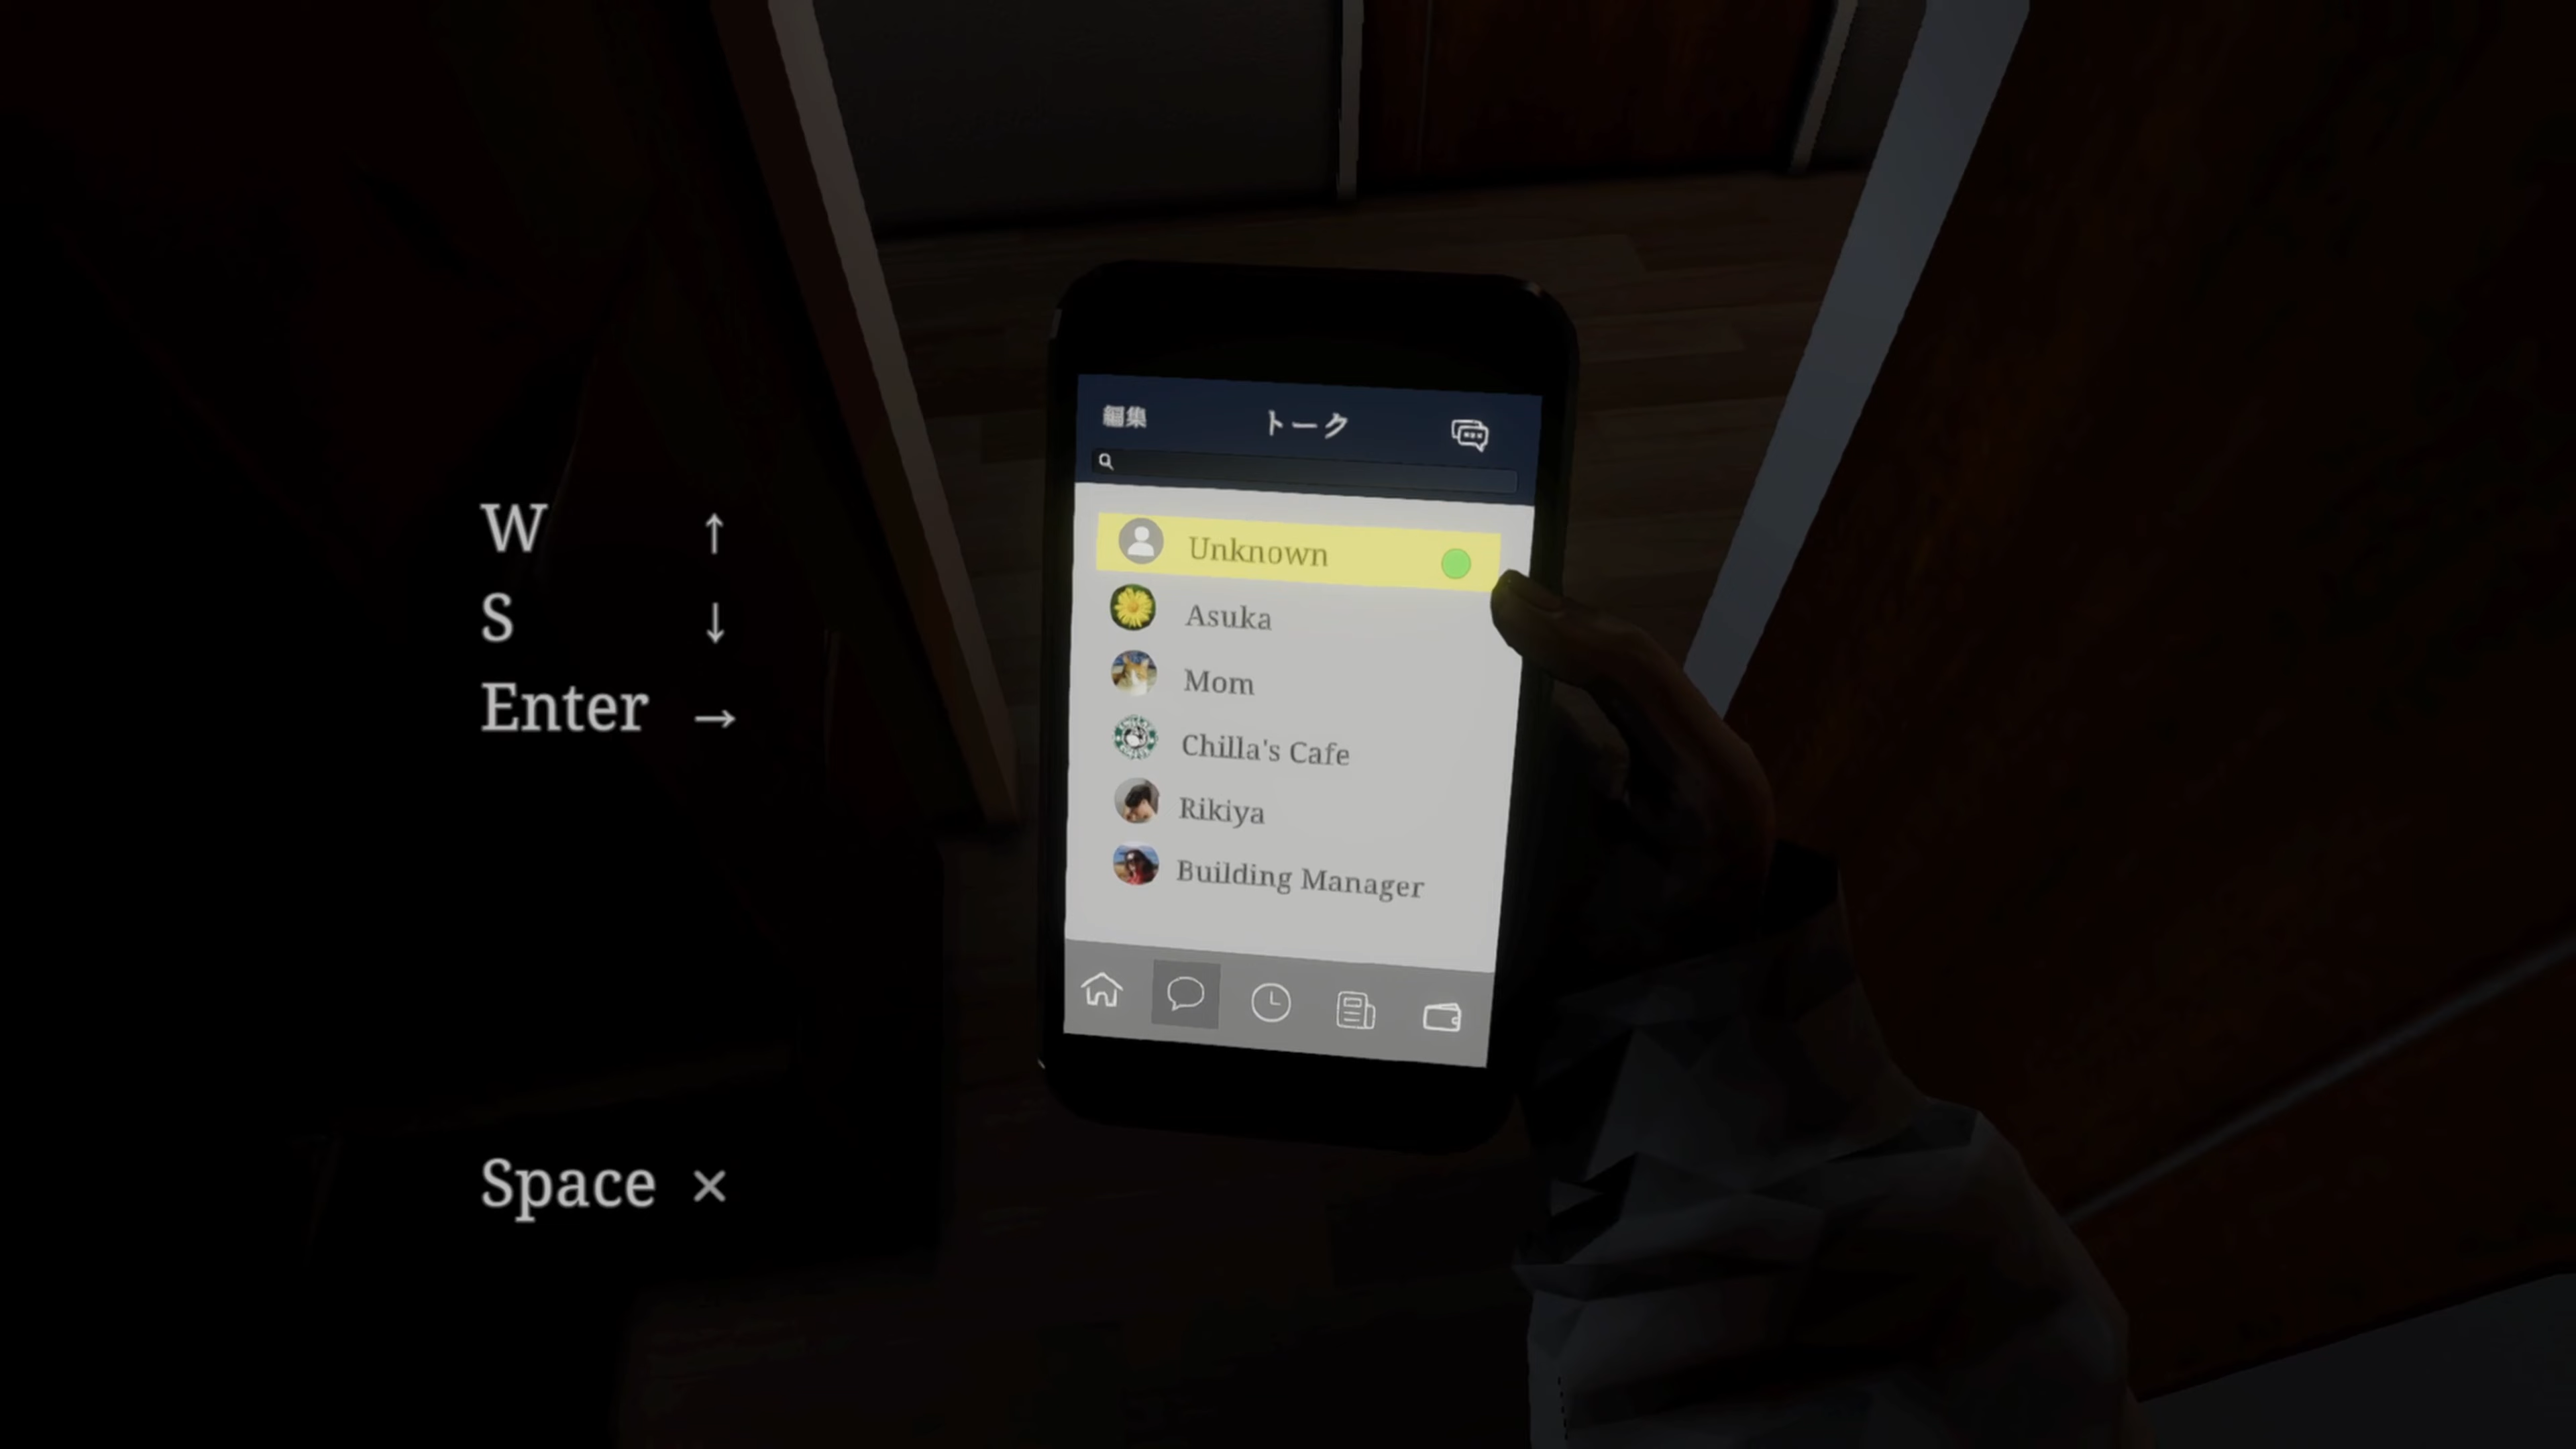 W ↑
S ↓
Enter →
Space ×
編集 トーク
Unknown
Asuka
Mom
Chilla's Cafe
Rikiya
Building Manager